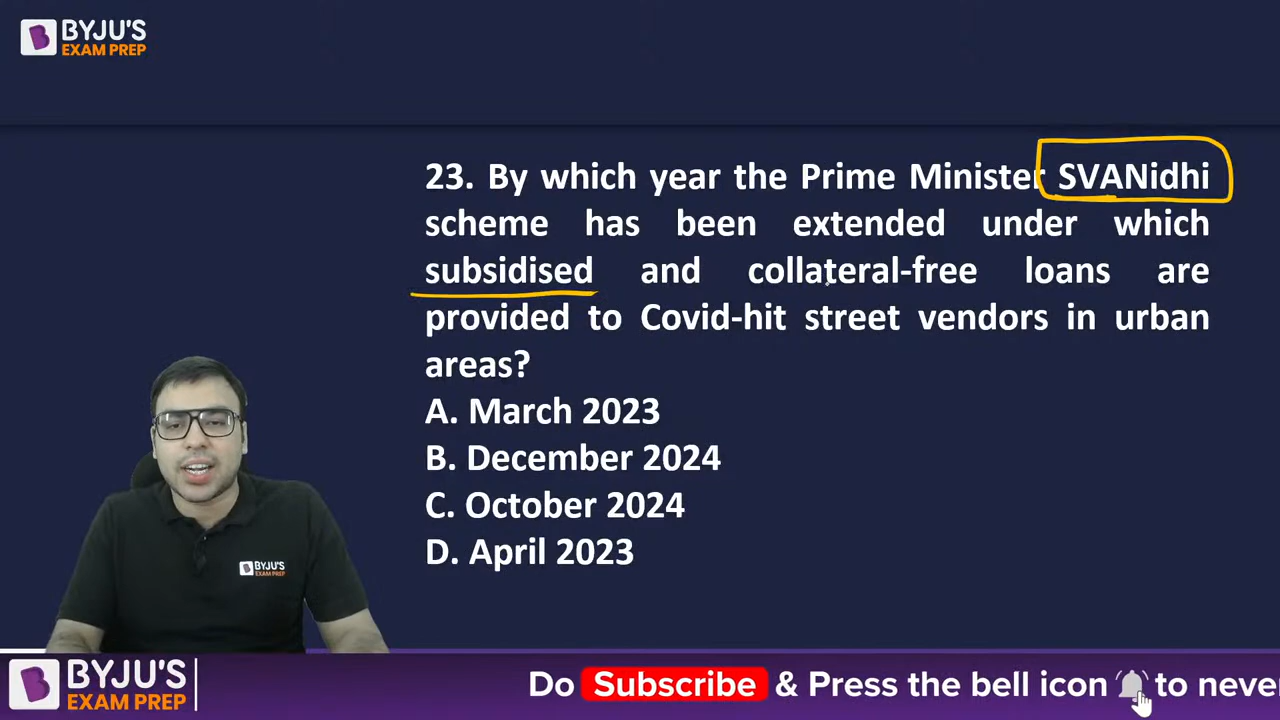 BYJU'S
EXAM PREP
23. By which year the Prime Minister SVANidhi
scheme has been extended under which
subsidised and collateral-free loans are
provided to Covid-hit street vendors in urban
areas?
A. March 2023
B. December 2024
C. October 2024
D. April 2023
BYJU'S
EXAM PREP
BYJU'S
EXAM PREP
Do Subscribe & Press the bell icon to never